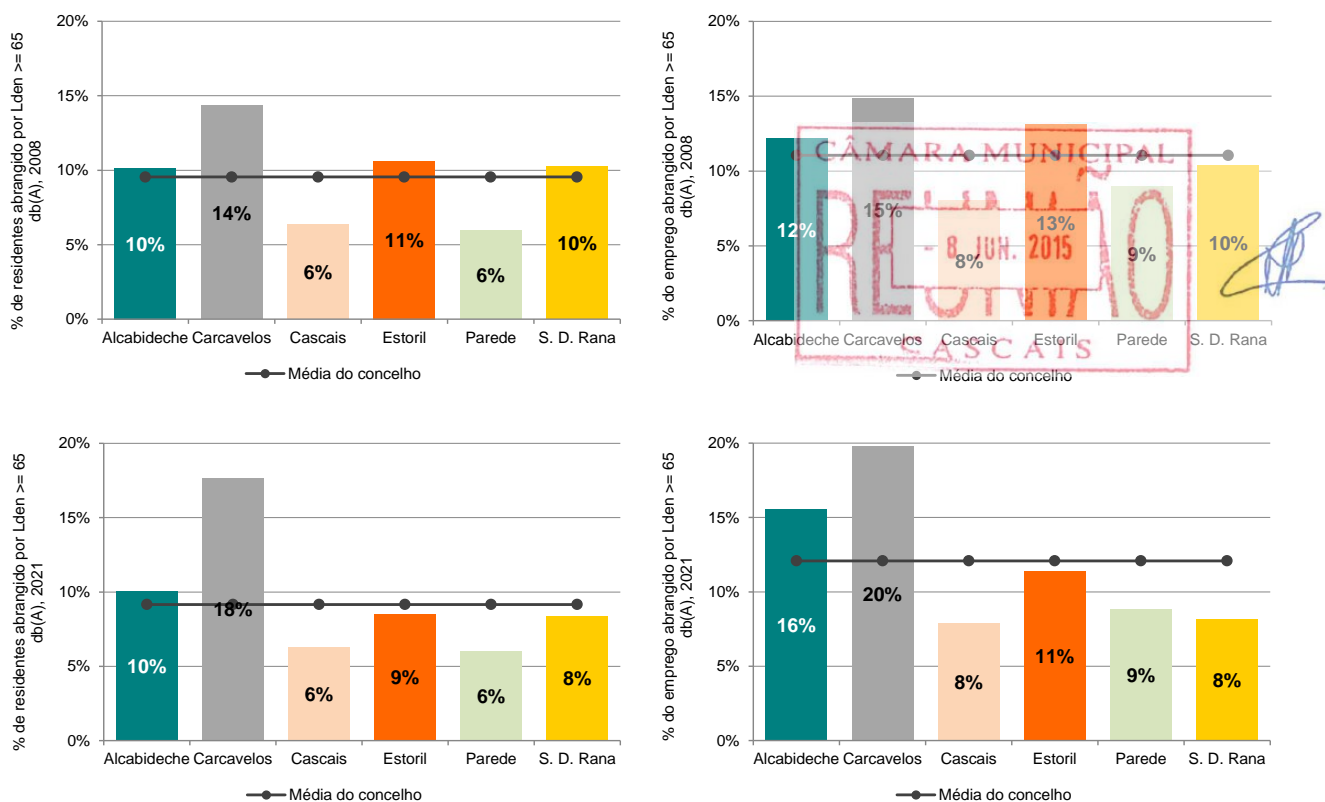 % de residentes abrangido por Lden >= 65
db(A), 2008
20%
15%
10%
5%
0%
10%
14%
6%
11%
6%
10%
Alcabideche Carcavelos Cascais Estoril Parede S. D. Rana
Média do concelho
% do emprego abrangido por Lden >= 65
db(A), 2008
20%
15%
10%
5%
0%
12%
15%
8%
13%
9%
10%
Alcabideche Carcavelos Cascais Estoril Parede S. D. Rana
Média do concelho
CÂMARA MUNICIPAL
REUNIÃO
- 8 JUN. 2015
CASCAIS
% de residentes abrangido por Lden >= 65
db(A), 2021
20%
15%
10%
5%
0%
10%
18%
6%
9%
6%
8%
Alcabideche Carcavelos Cascais Estoril Parede S. D. Rana
Média do concelho
% do emprego abrangido por Lden >= 65
db(A), 2021
20%
15%
10%
5%
0%
16%
20%
8%
11%
9%
8%
Alcabideche Carcavelos Cascais Estoril Parede S. D. Rana
Média do concelho